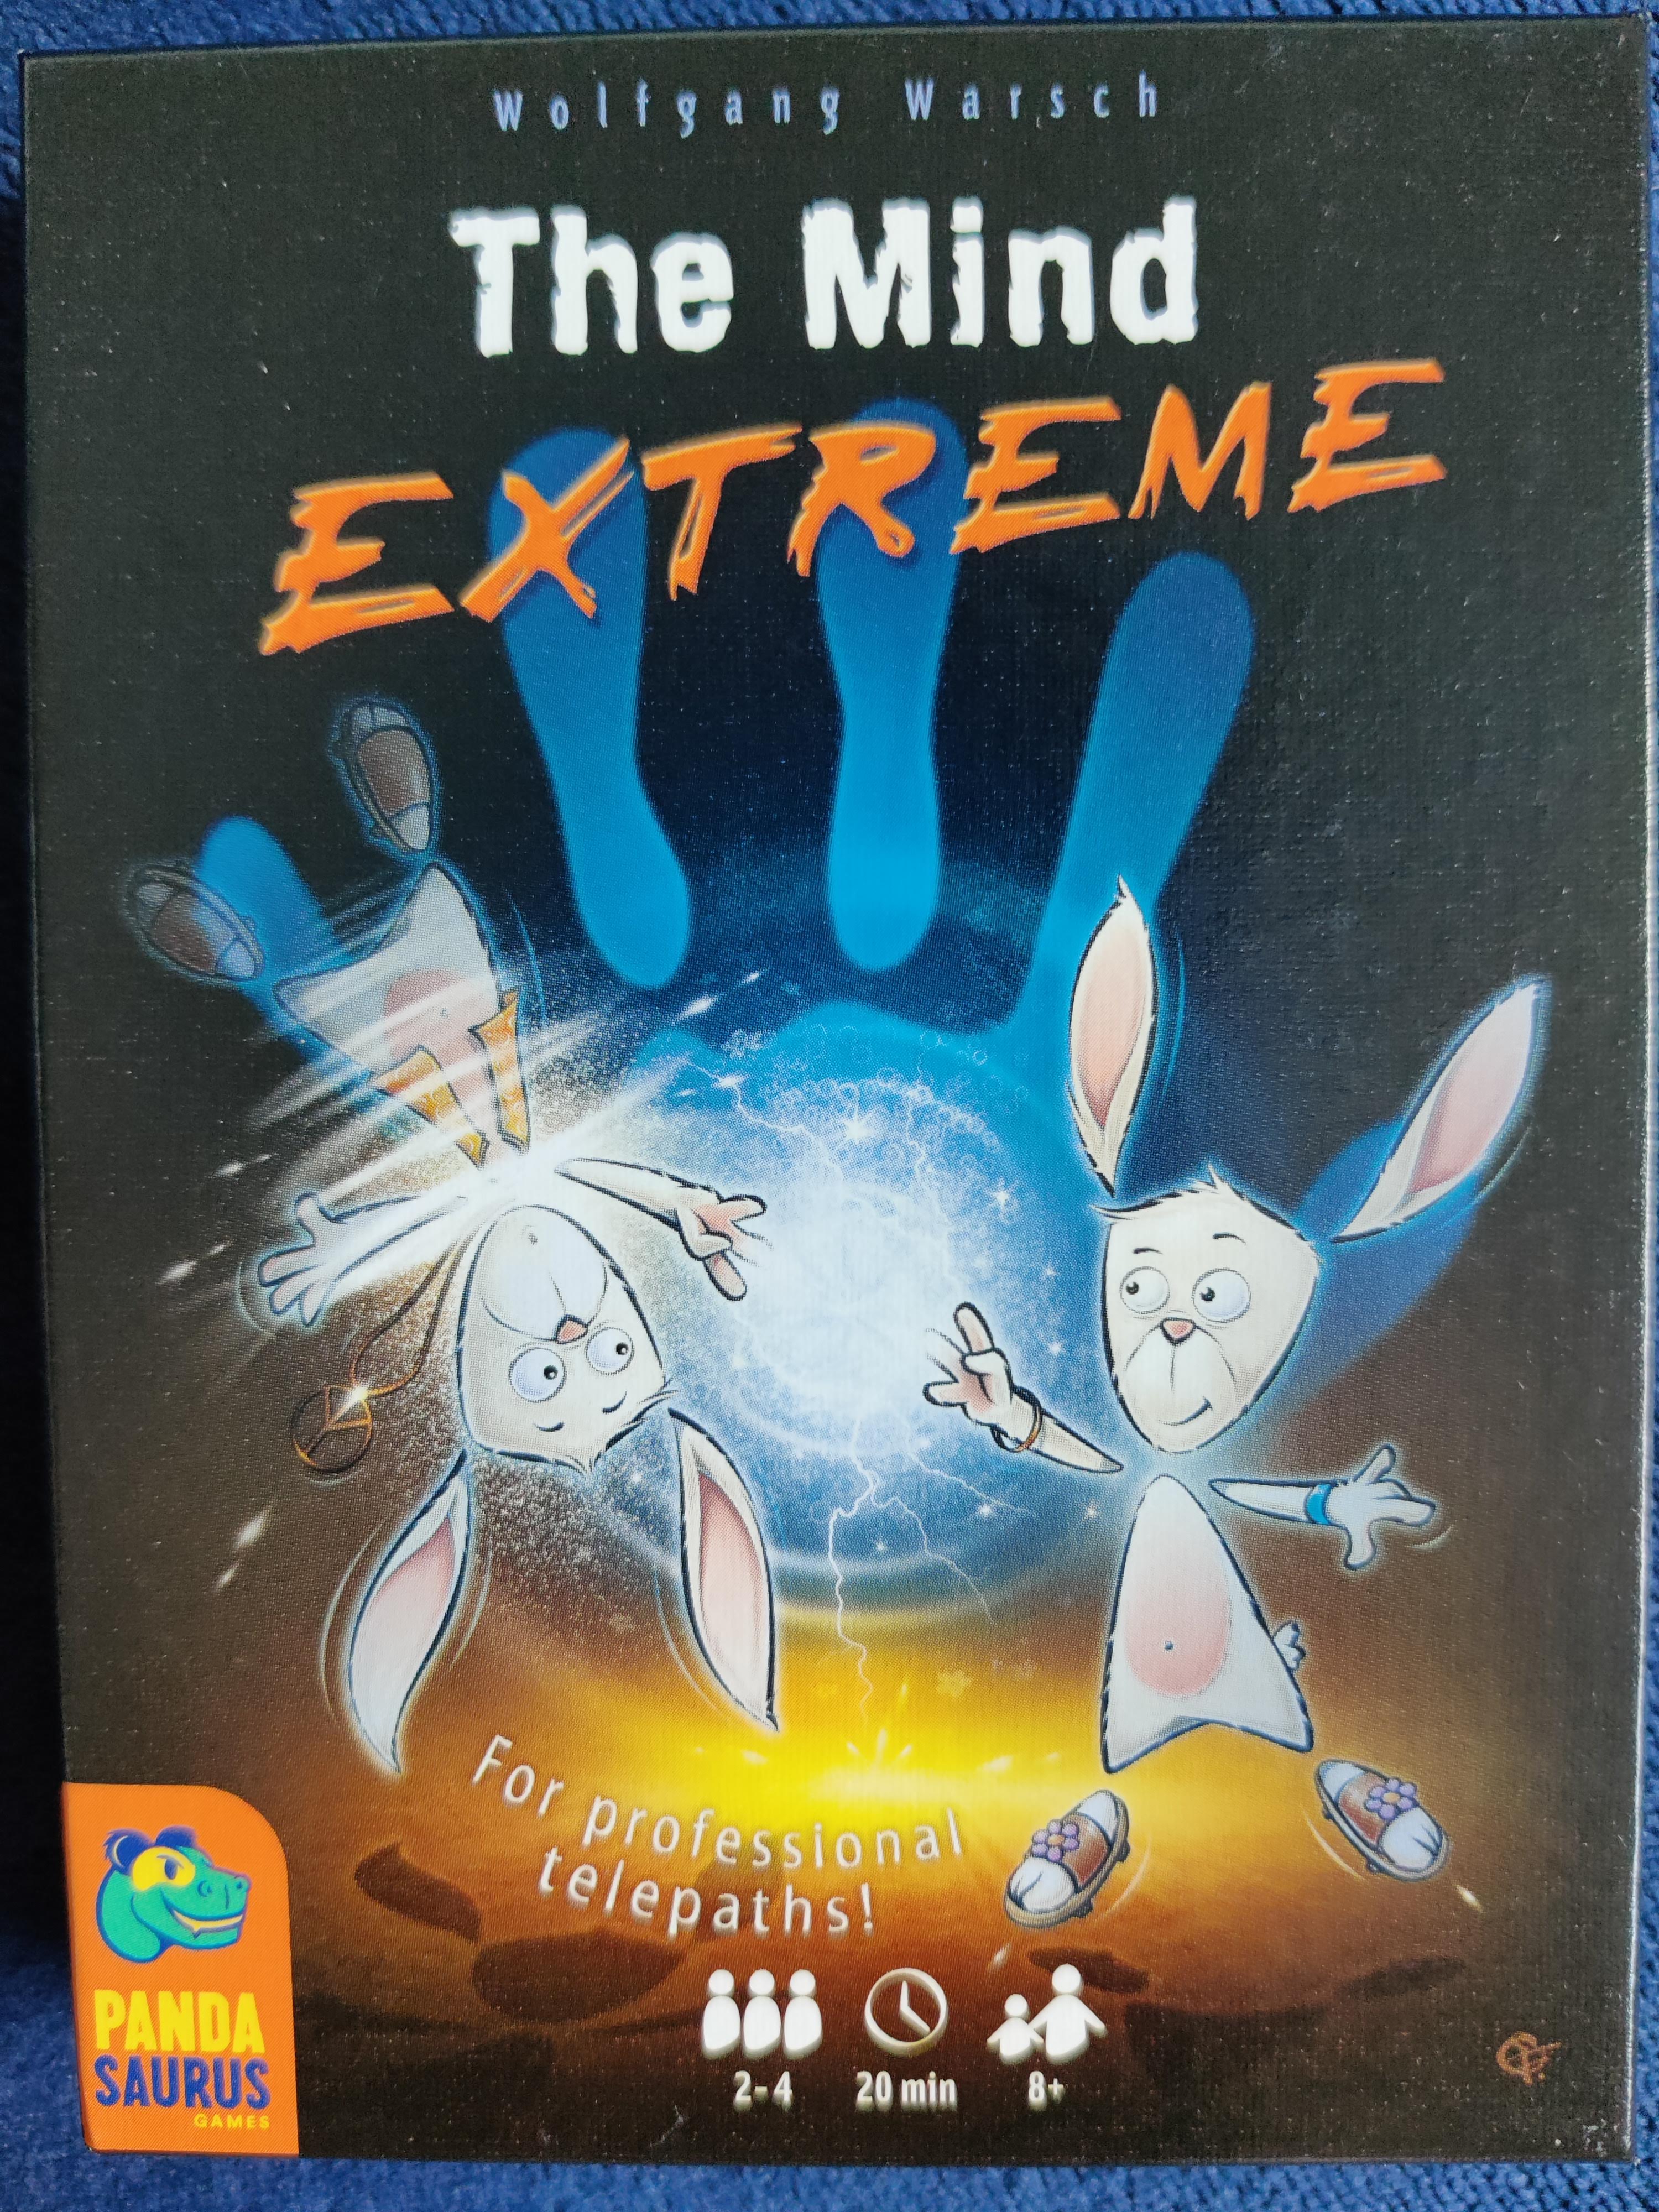 Wolfgang Warsch
The Mind
EXTREME
For professional
telepaths!
PANDA
SAURUS
GAMES
2-4
20 min
8+